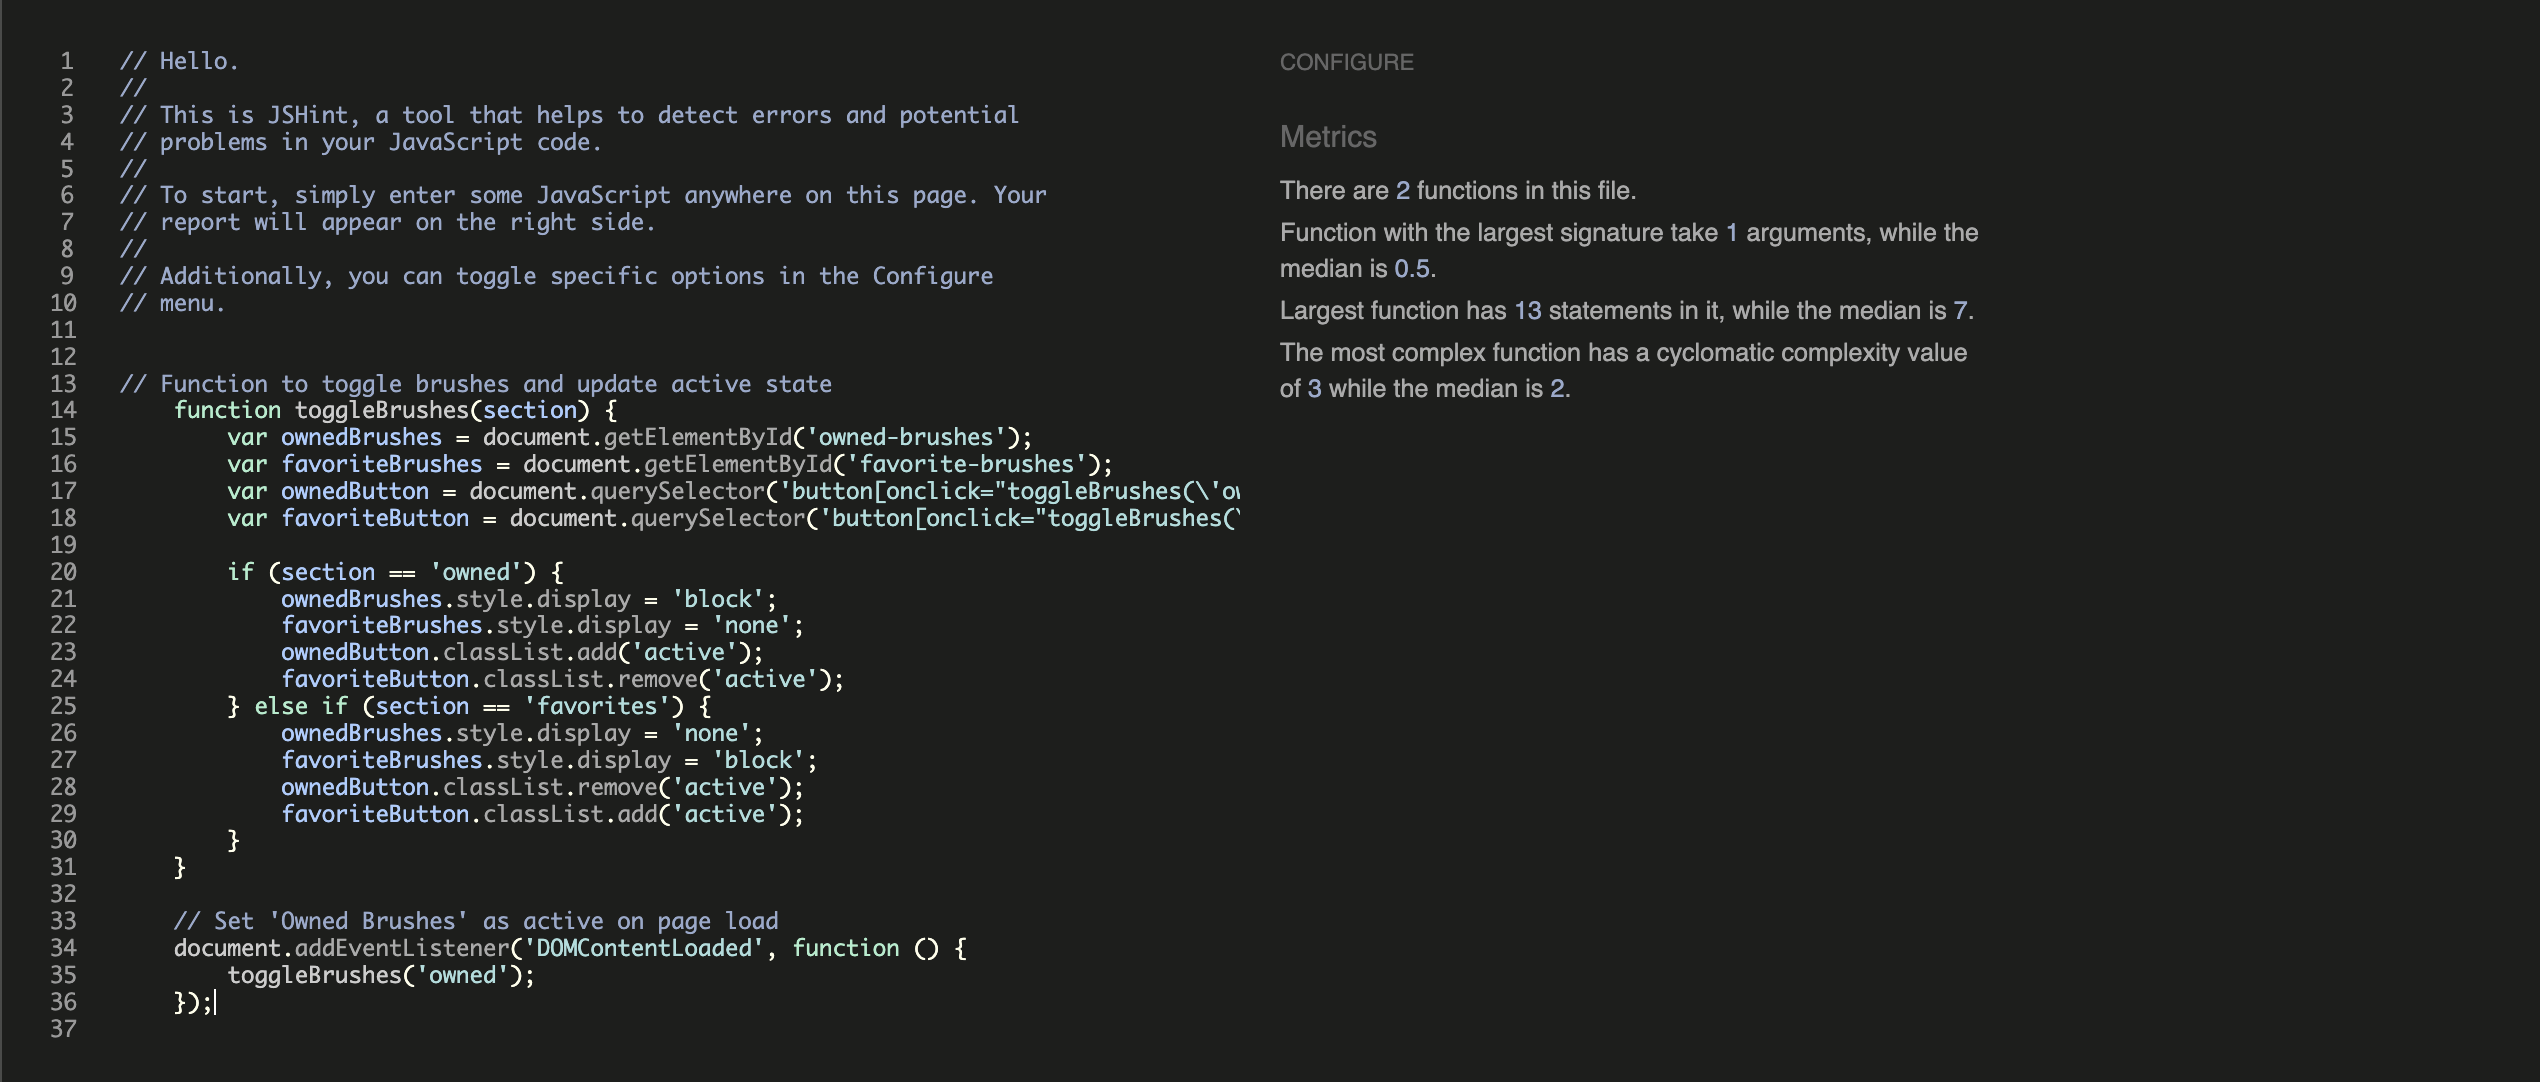 1 // Hello.
2 //
3 // This is JSHint, a tool that helps to detect errors and potential
4 // problems in your JavaScript code.
5 //
6 // To start, simply enter some JavaScript anywhere on this page. Your
7 // report will appear on the right side.
8 //
9 // Additionally, you can toggle specific options in the Configure
10 // menu.
11
12
13 // Function to toggle brushes and update active state
14 function toggleBrushes(section) {
15 var ownedBrushes = document.getElementById('owned-brushes');
16 var favoriteBrushes = document.getElementById('favorite-brushes');
17 var ownedButton = document.querySelector('button[onclick="toggleBrushes(\'ow
18 var favoriteButton = document.querySelector('button[onclick="toggleBrushes(\
19
20 if (section == 'owned') {
21 ownedBrushes.style.display = 'block';
22 favoriteBrushes.style.display = 'none';
23 ownedButton.classList.add('active');
24 favoriteButton.classList.remove('active');
25 } else if (section == 'favorites') {
26 ownedBrushes.style.display = 'none';
27 favoriteBrushes.style.display = 'block';
28 ownedButton.classList.remove('active');
29 favoriteButton.classList.add('active');
30 }
31 }
32
33 // Set 'Owned Brushes' as active on page load
34 document.addEventListener('DOMContentLoaded', function () {
35 toggleBrushes('owned');
36 });
37
CONFIGURE
Metrics
There are 2 functions in this file.
Function with the largest signature take 1 arguments, while the
median is 0.5.
Largest function has 13 statements in it, while the median is 7.
The most complex function has a cyclomatic complexity value
of 3 while the median is 2.